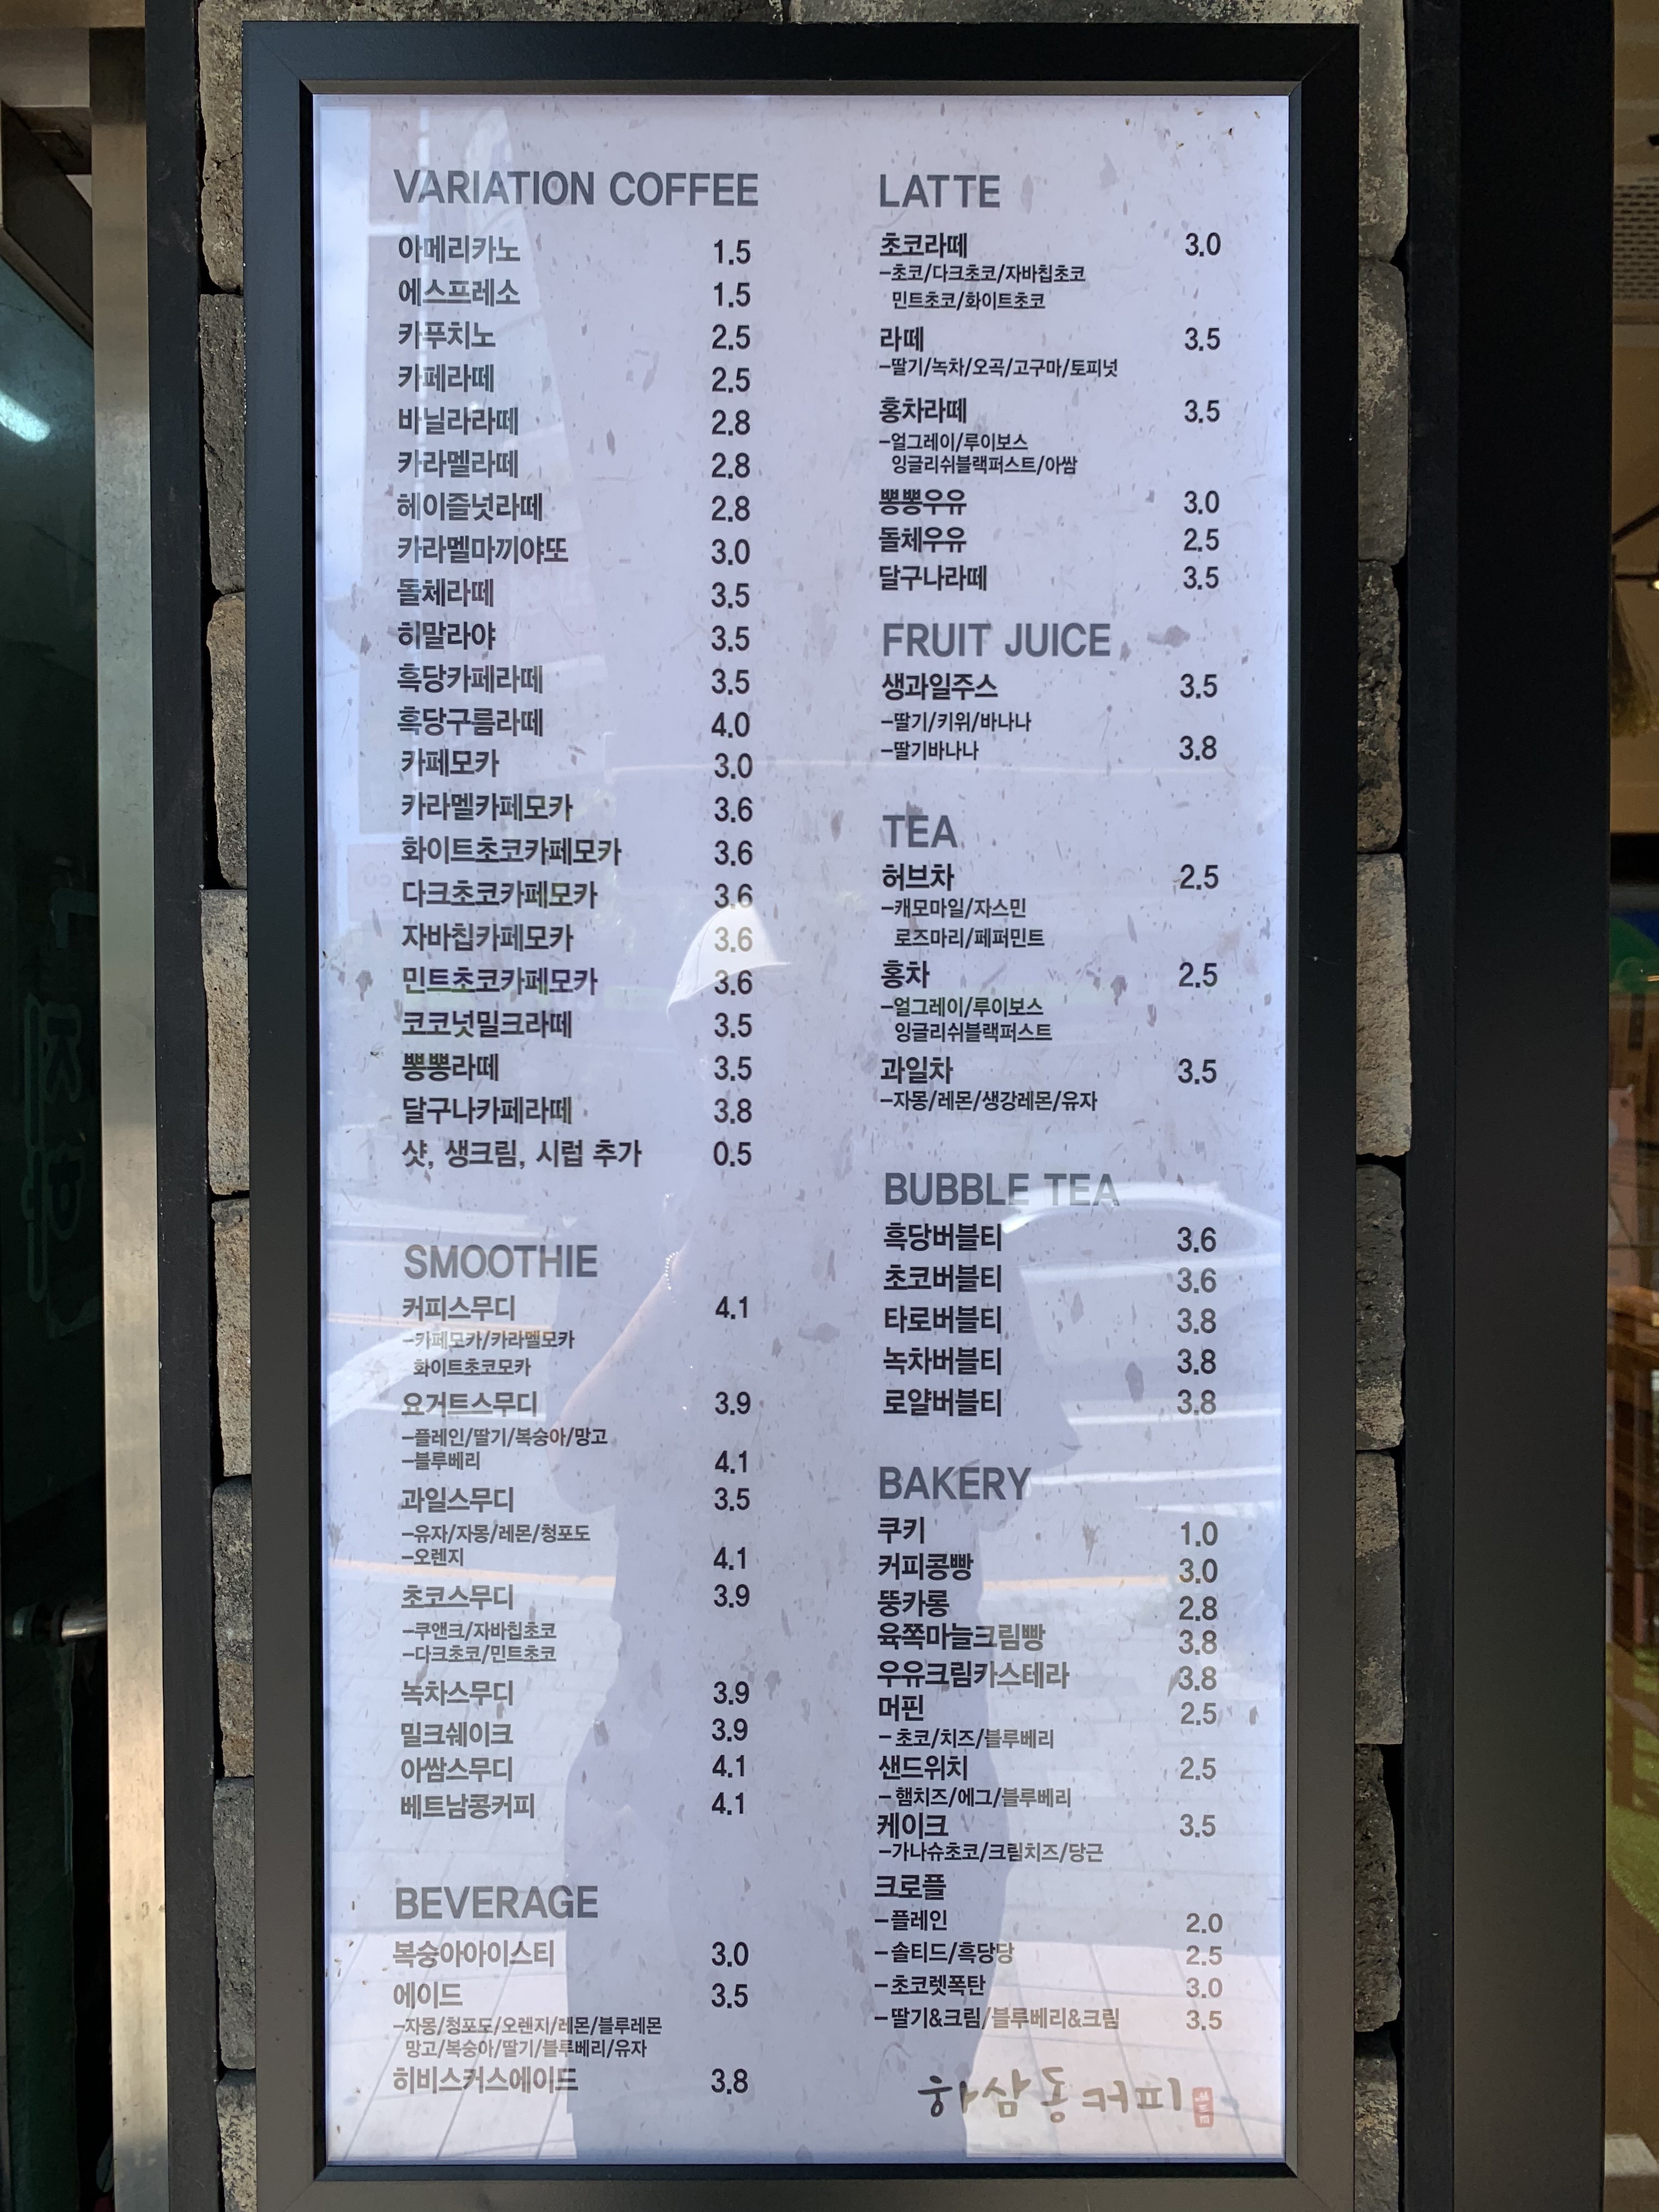 VARIATION COFFEE
아메리카노 1.5
에스프레소 1.5
카푸치노 2.5
카페라떼 2.5
바닐라라떼 2.8
카라멜라떼 2.8
헤이즐넛라떼 2.8
카라멜마끼야또 3.0
돌체라떼 3.5
히말라야 3.5
흑당카페라떼 3.5
흑당구름라떼 4.0
카페모카 3.0
카라멜카페모카 3.6
화이트초코카페모카 3.6
다크초코카페모카 3.6
자바칩카페모카 3.6
민트초코카페모카 3.6
코코넛밀크라떼 3.5
뽕뽕라떼 3.5
달구나카페라떼 3.8
샷, 생크림, 시럽 추가 0.5
SMOOTHIE
커피스무디 4.1
-카페모카/카라멜모카
화이트초코모카
요거트스무디 3.9
-플레인/딸기/복숭아/망고
-블루베리 4.1
과일스무디 3.5
-유자/자몽/레몬/청포도
-오렌지 4.1
초코스무디 3.9
-쿠앤크/자바칩초코
-다크초코/민트초코
녹차스무디 3.9
밀크쉐이크 3.9
아쌈스무디 4.1
베트남콩커피 4.1
BEVERAGE
복숭아아이스티 3.0
에이드 3.5
-자몽/청포도/오렌지/레몬/블루레몬
망고/복숭아/딸기/블루베리/유자
히비스커스에이드 3.8
LATTE
초코라떼 3.0
-초코/다크초코/자바칩초코
민트초코/화이트초코
라떼 3.5
-딸기/녹차/오곡/고구마/토피넛
홍차라떼 3.5
-얼그레이/루이보스
잉글리쉬블랙퍼스트/아쌈
뽕뽕우유 3.0
돌체우유 2.5
달구나라떼 3.5
FRUIT JUICE
생과일주스 3.5
-딸기/키위/바나나
-딸기바나나 3.8
TEA
허브차 2.5
-캐모마일/자스민
로즈마리/페퍼민트
홍차 2.5
-얼그레이/루이보스
잉글리쉬블랙퍼스트
과일차 3.5
-자몽/레몬/생강레몬/유자
BUBBLE TEA
흑당버블티 3.6
초코버블티 3.6
타로버블티 3.8
녹차버블티 3.8
로얄버블티 3.8
BAKERY
쿠키 1.0
커피콩빵 3.0
뚱카롱 2.8
육쪽마늘크림빵 3.8
우유크림카스테라 3.8
머핀 2.5
- 초코/치즈/블루베리
샌드위치 2.5
- 햄치즈/에그/블루베리
케이크 3.5
-가나슈초코/크림치즈/당근
크로플
-플레인 2.0
-솔티드/흑당당 2.5
-초코렛폭탄 3.0
-딸기&크림/블루베리&크림 3.5
하삼동커피